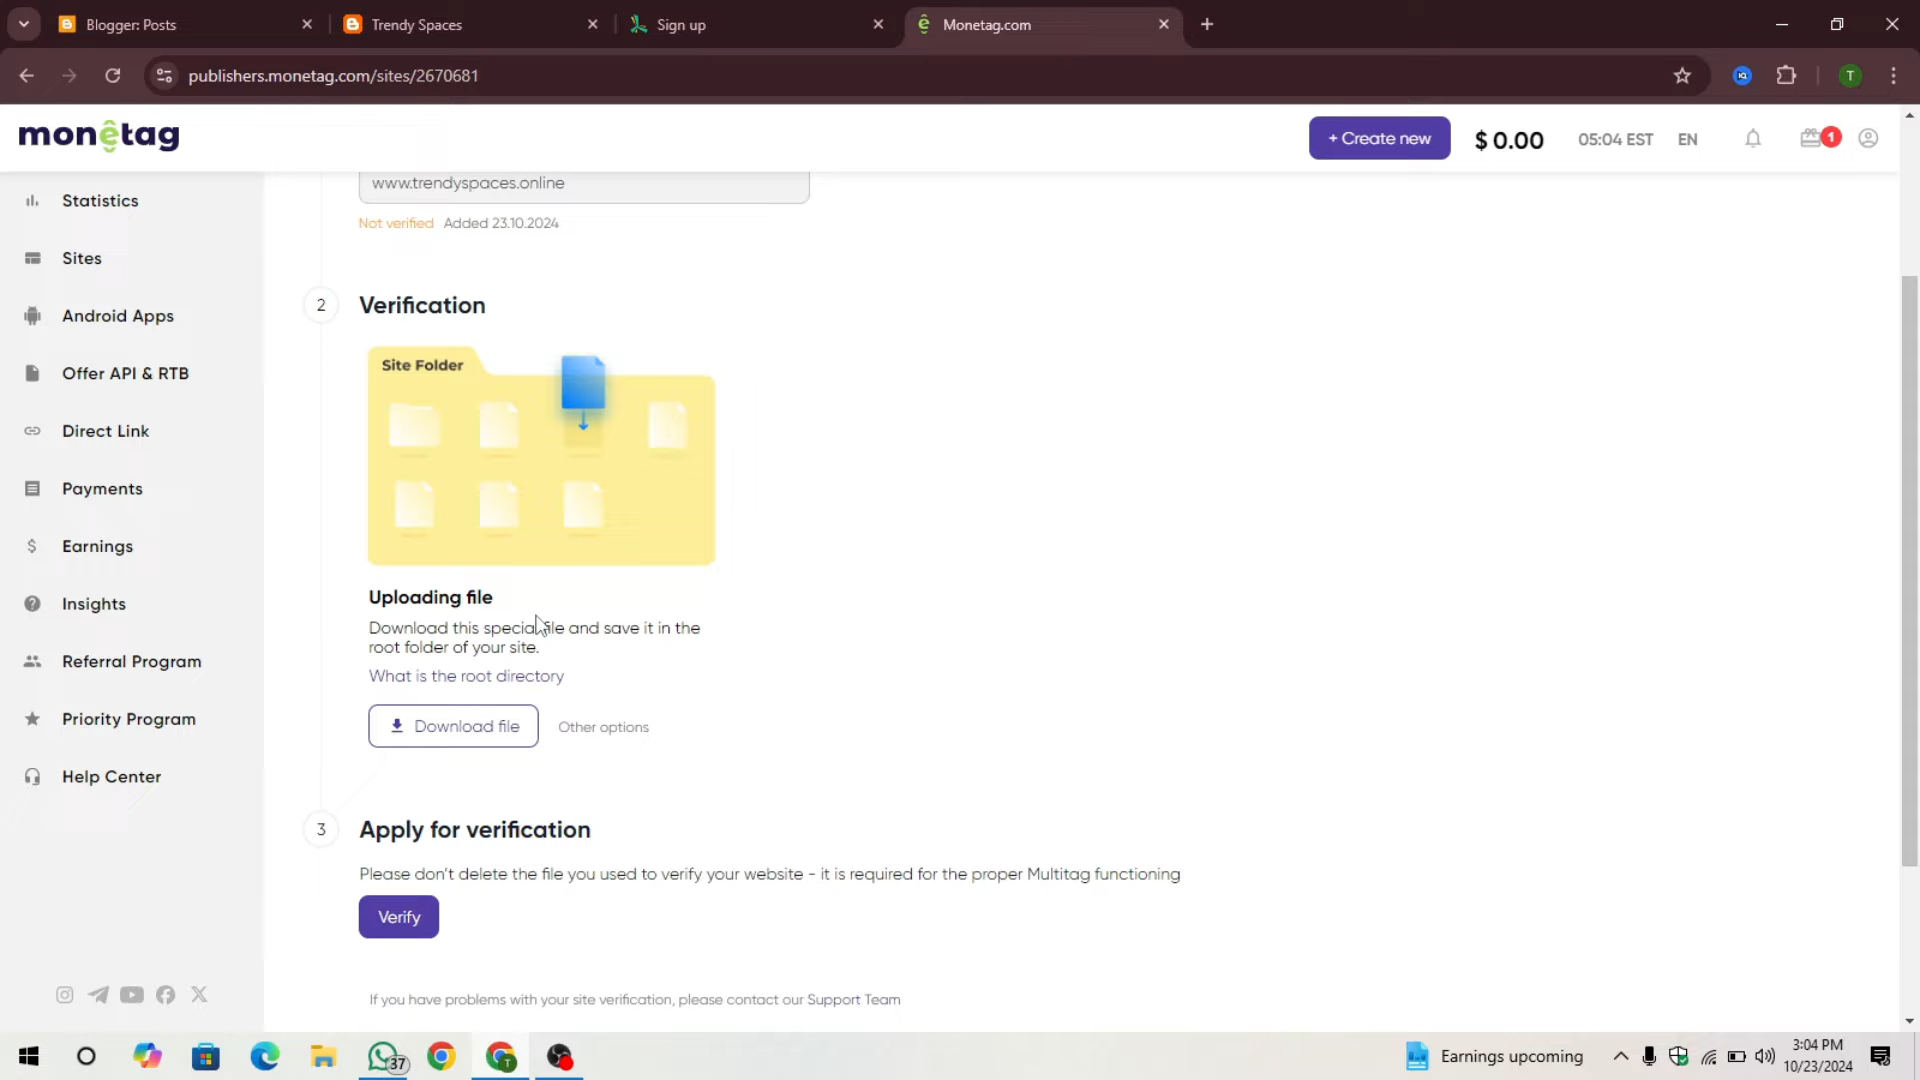 Blogger: Posts
Trendy Spaces
Sign up
Monetag.com
publishers.monetag.com/sites/2670681
T
monetag
+ Create new
$ 0.00
05:04 EST
EN
1
Statistics
Sites
Android Apps
Offer API & RTB
Direct Link
Payments
Earnings
Insights
Referral Program
Priority Program
Help Center
www.trendyspaces.online
Not verified Added 23.10.2024
2
Verification
Site Folder
Uploading file
Download this special file and save it in the
root folder of your site.
What is the root directory
Download file
Other options
3
Apply for verification
Please don't delete the file you used to verify your website - it is required for the proper Multitag functioning
Verify
If you have problems with your site verification, please contact our Support Team
37
T
Earnings upcoming
3:04 PM
10/23/2024